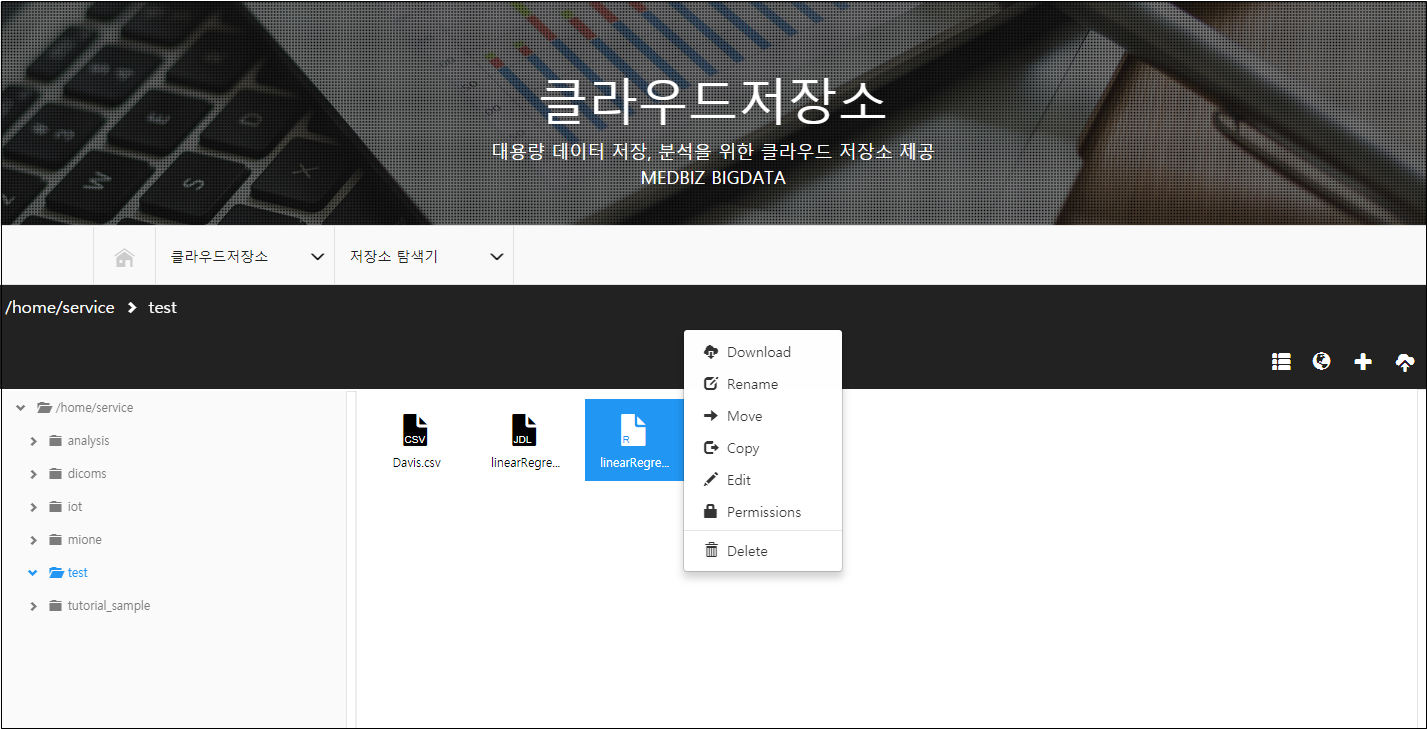 클라우드저장소
대용량 데이터 저장, 분석을 위한 클라우드 저장소 제공
MEDBIZ BIGDATA
클라우드저장소
저장소 탐색기
/home/service
test
/home/service
analysis
dicoms
iot
mione
test
tutorial_sample
CSV
Davis.csv
JDL
linearRegre...
R
linearRegre...
Download
Rename
Move
Copy
Edit
Permissions
Delete
W
S
X
D